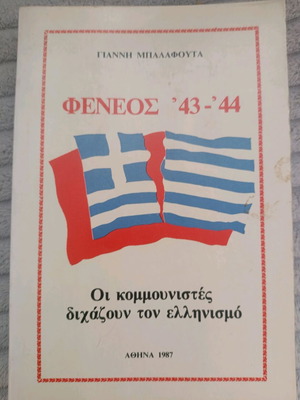 ΓΙΑΝΝΗ ΜΠΑΛΑΦΟΥΤΑ
ΦΕΝΕΟΣ '43-'44
Οι κομμουνιστές
διχάζουν τον ελληνισμό
ΑΘΗΝΑ 1987